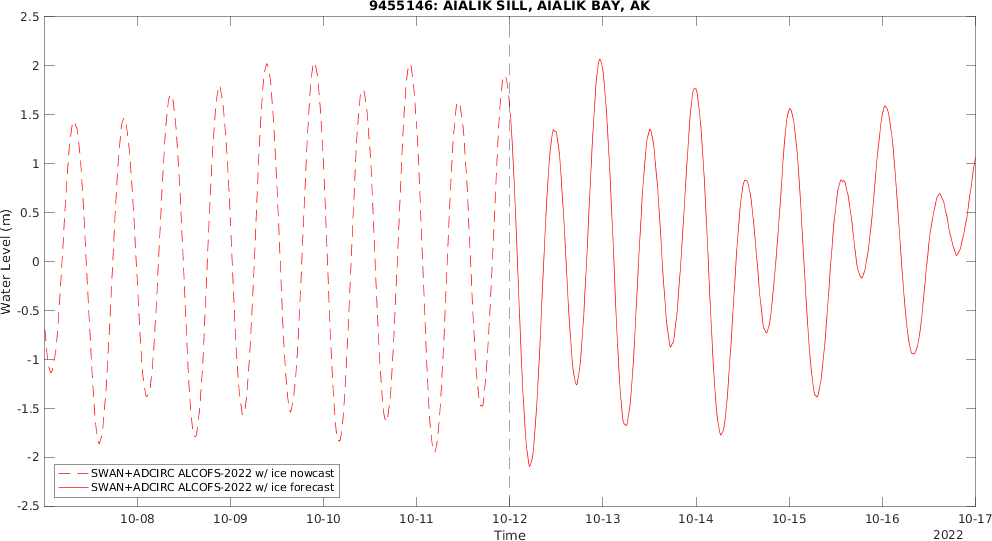 9455146: AIALIK SILL, AIALIK BAY, AK
2.5
2
1.5
1
0.5
0
-0.5
-1
-1.5
-2
-2.5
Water Level (m)
SWAN+ADCIRC ALCOFS-2022 w/ ice nowcast
SWAN+ADCIRC ALCOFS-2022 w/ ice forecast
10-08 10-09 10-10 10-11 10-12 10-13 10-14 10-15 10-16 10-17
Time
2022